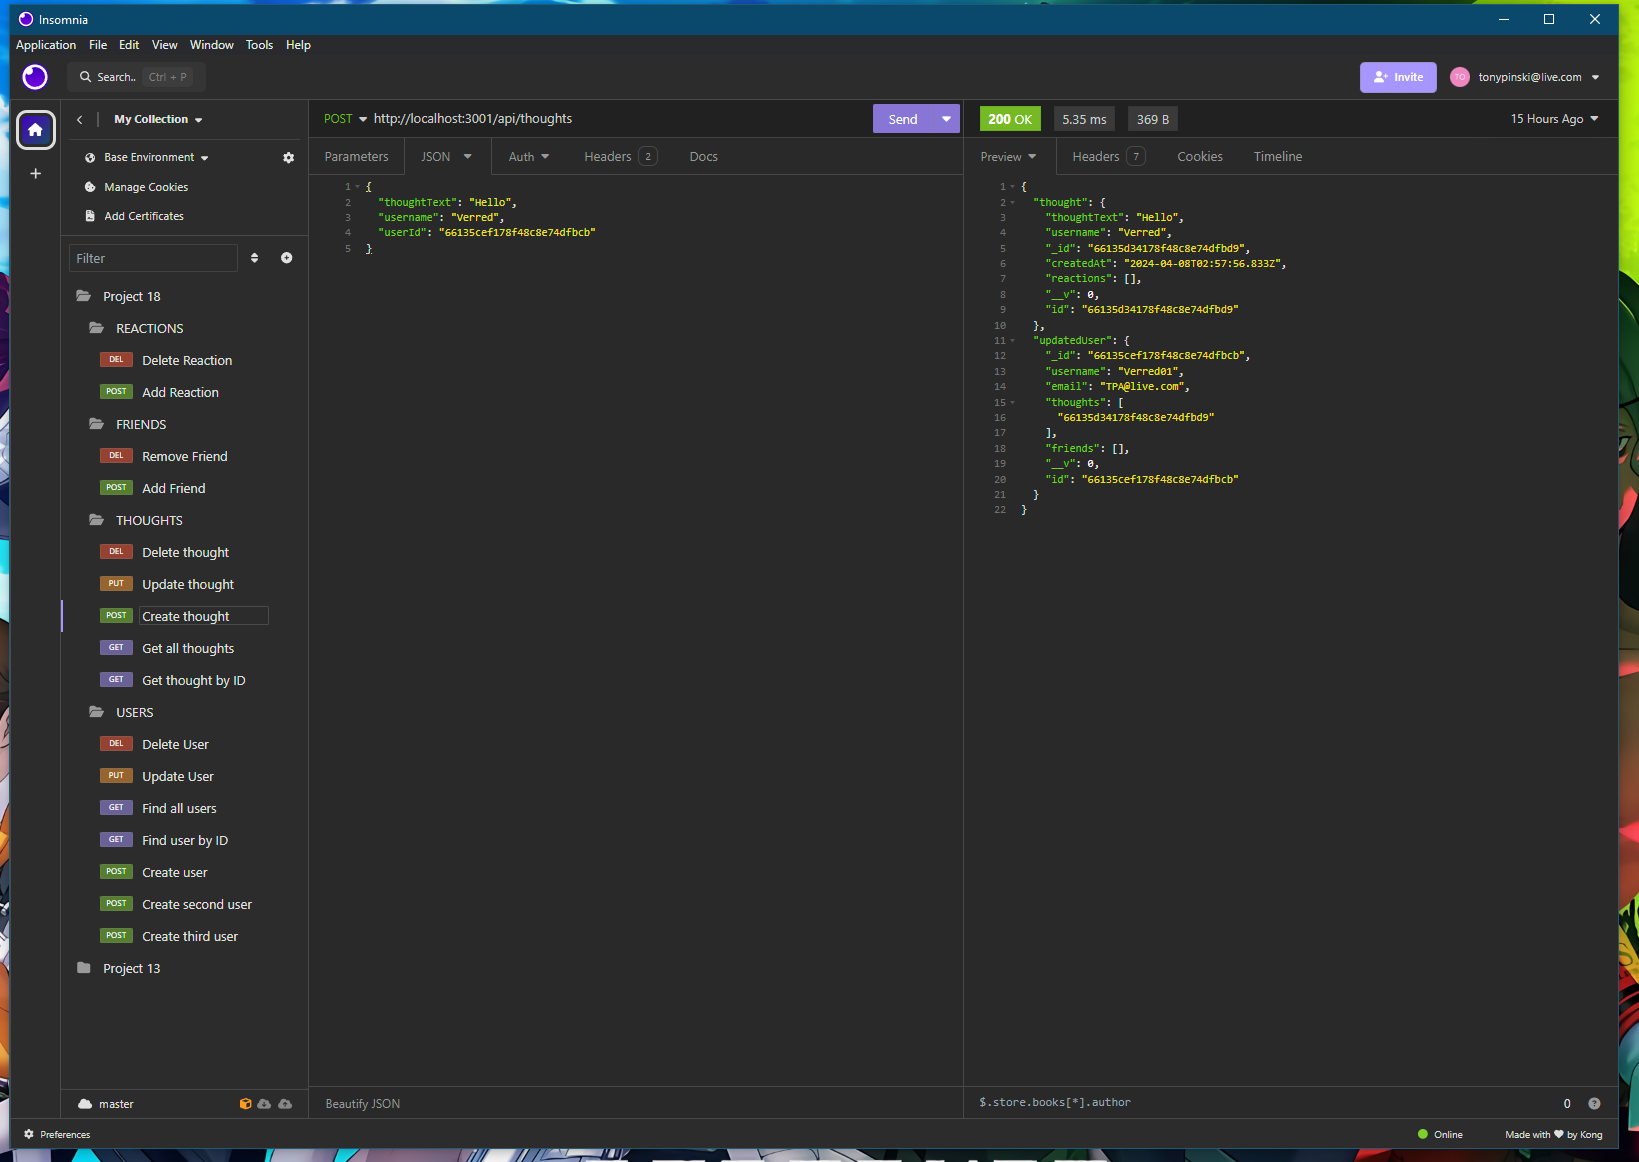 Insomnia
Application File Edit View Window Tools Help
Search.. Ctrl + P
Invite
TO tonypinski@live.com
My Collection
Base Environment
Manage Cookies
Add Certificates
Filter
Project 18
REACTIONS
DEL Delete Reaction
POST Add Reaction
FRIENDS
DEL Remove Friend
POST Add Friend
THOUGHTS
DEL Delete thought
PUT Update thought
POST Create thought
GET Get all thoughts
GET Get thought by ID
USERS
DEL Delete User
PUT Update User
GET Find all users
GET Find user by ID
POST Create user
POST Create second user
POST Create third user
Project 13
master
Preferences
POST http://localhost:3001/api/thoughts Send
Parameters JSON Auth Headers 2 Docs
1 {
2 "thoughtText": "Hello",
3 "username": "Verred",
4 "userId": "66135cef178f48c8e74dfbcb"
5 }
Beautify JSON
200 OK 5.35 ms 369 B 15 Hours Ago
Preview Headers 7 Cookies Timeline
1 {
2 "thought": {
3 "thoughtText": "Hello",
4 "username": "Verred",
5 "_id": "66135d34178f48c8e74dfbd9",
6 "createdAt": "2024-04-08T02:57:56.833Z",
7 "reactions": [],
8 "__v": 0,
9 "id": "66135d34178f48c8e74dfbd9"
10 },
11 "updatedUser": {
12 "_id": "66135cef178f48c8e74dfbcb",
13 "username": "Verred01",
14 "email": "TPA@live.com",
15 "thoughts": [
16 "66135d34178f48c8e74dfbd9"
17 ],
18 "friends": [],
19 "__v": 0,
20 "id": "66135cef178f48c8e74dfbcb"
21 }
22 }
$.store.books[*].author 0
Online Made with ❤ by Kong